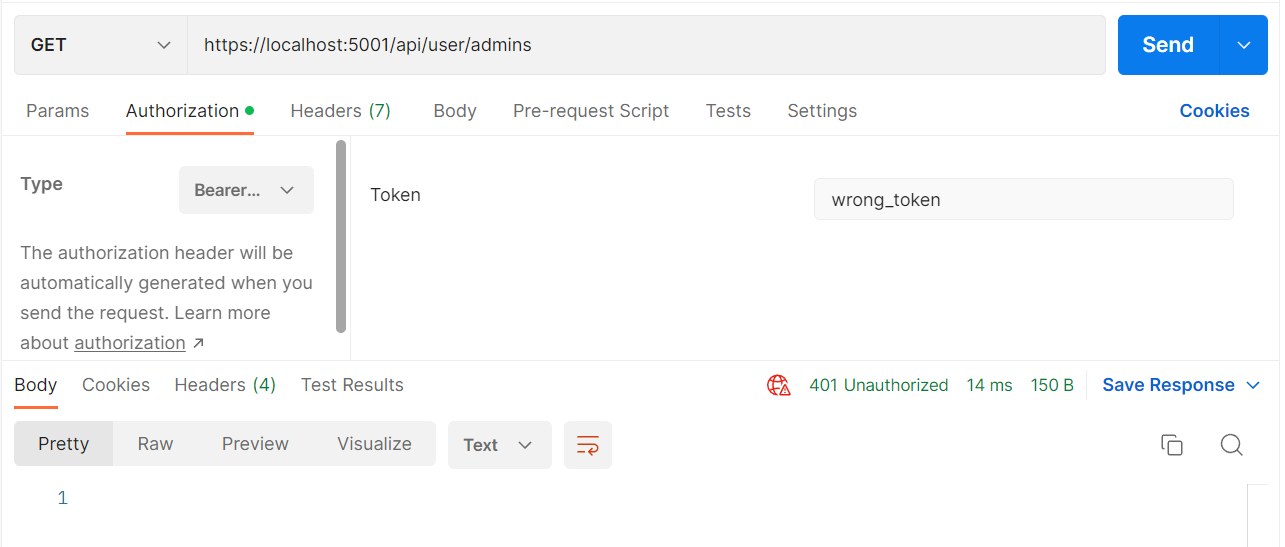 GET https://localhost:5001/api/user/admins Send
Params Authorization Headers (7) Body Pre-request Script Tests Settings Cookies
Type Bearer...
The authorization header will be
automatically generated when you
send the request. Learn more
about authorization ↗
Token wrong_token
Body Cookies Headers (4) Test Results 401 Unauthorized 14 ms 150 B Save Response
Pretty Raw Preview Visualize Text
1